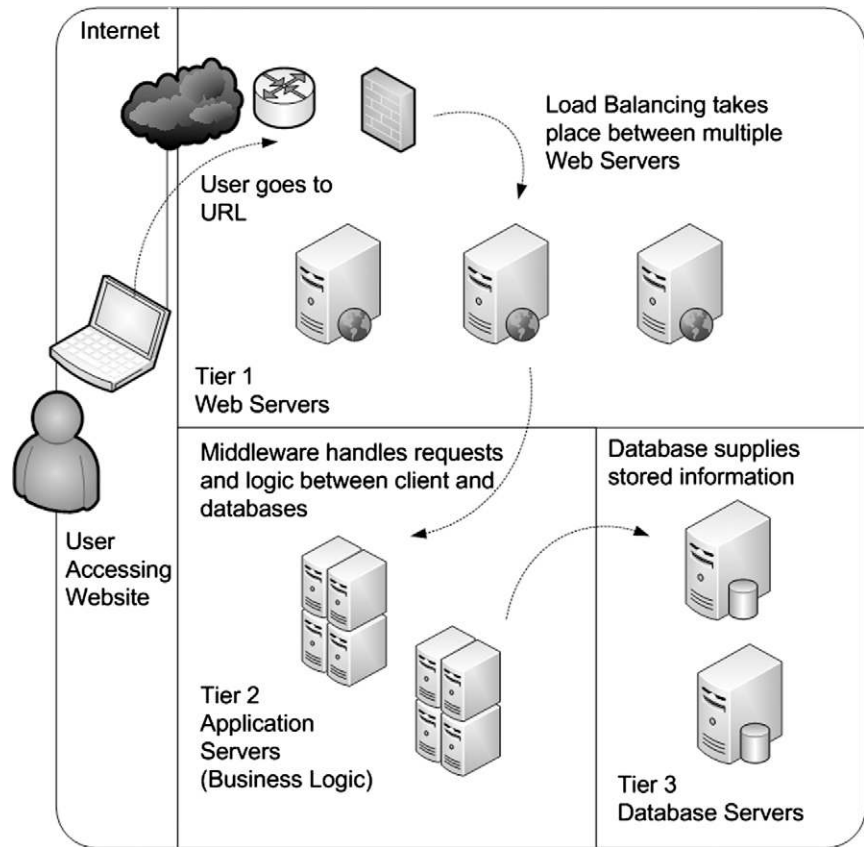 Internet
Load Balancing takes
place between multiple
Web Servers
User goes to
URL
Tier 1
Web Servers
Middleware handles requests
and logic between client and
databases
Database supplies
stored information
User
Accessing
Website
Tier 2
Application
Servers
(Business Logic)
Tier 3
Database Servers